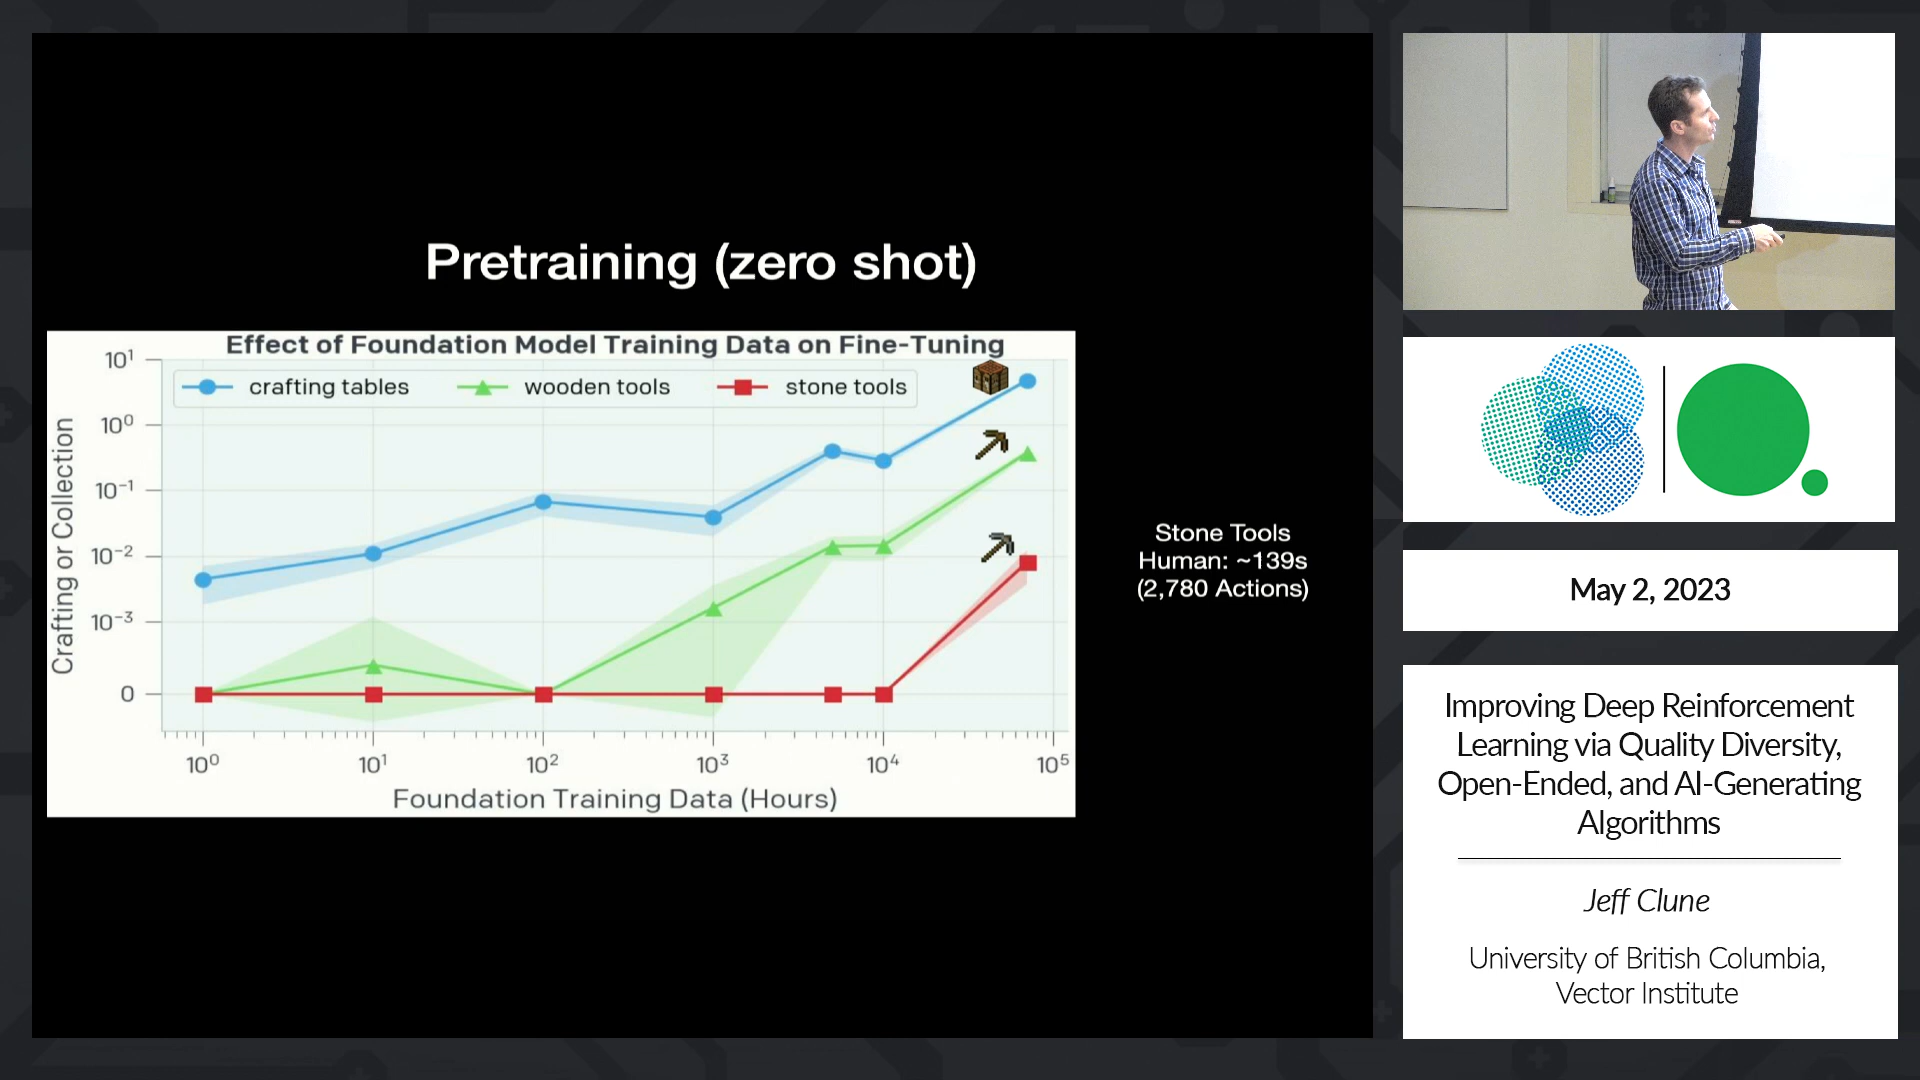 Pretraining (zero shot)
Effect of Foundation Model Training Data on Fine-Tuning
crafting tables
wooden tools
stone tools
Crafting or Collection
10¹
10⁰
10⁻¹
10⁻²
10⁻³
0
10⁰
10¹
10²
10³
10⁴
10⁵
Foundation Training Data (Hours)
Stone Tools
Human: ~139s
(2,780 Actions)
May 2, 2023
Improving Deep Reinforcement
Learning via Quality Diversity,
Open-Ended, and AI-Generating
Algorithms
Jeff Clune
University of British Columbia,
Vector Institute